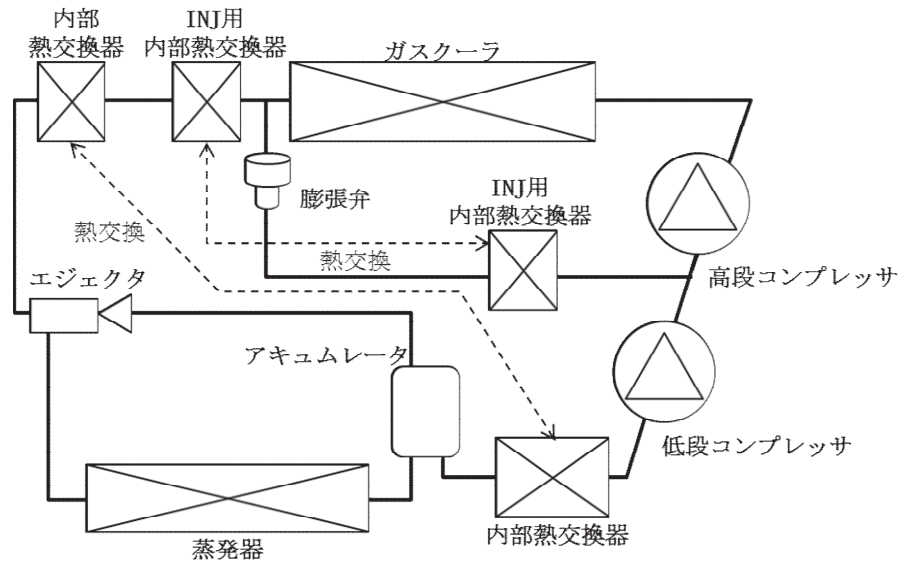 内部
熱交換器
INJ用
内部熱交換器
ガスクーラ
膨張弁
INJ用
内部熱交換器
熱交換
熱交換
エジェクタ
高段コンプレッサ
アキュムレータ
低段コンプレッサ
内部熱交換器
蒸発器